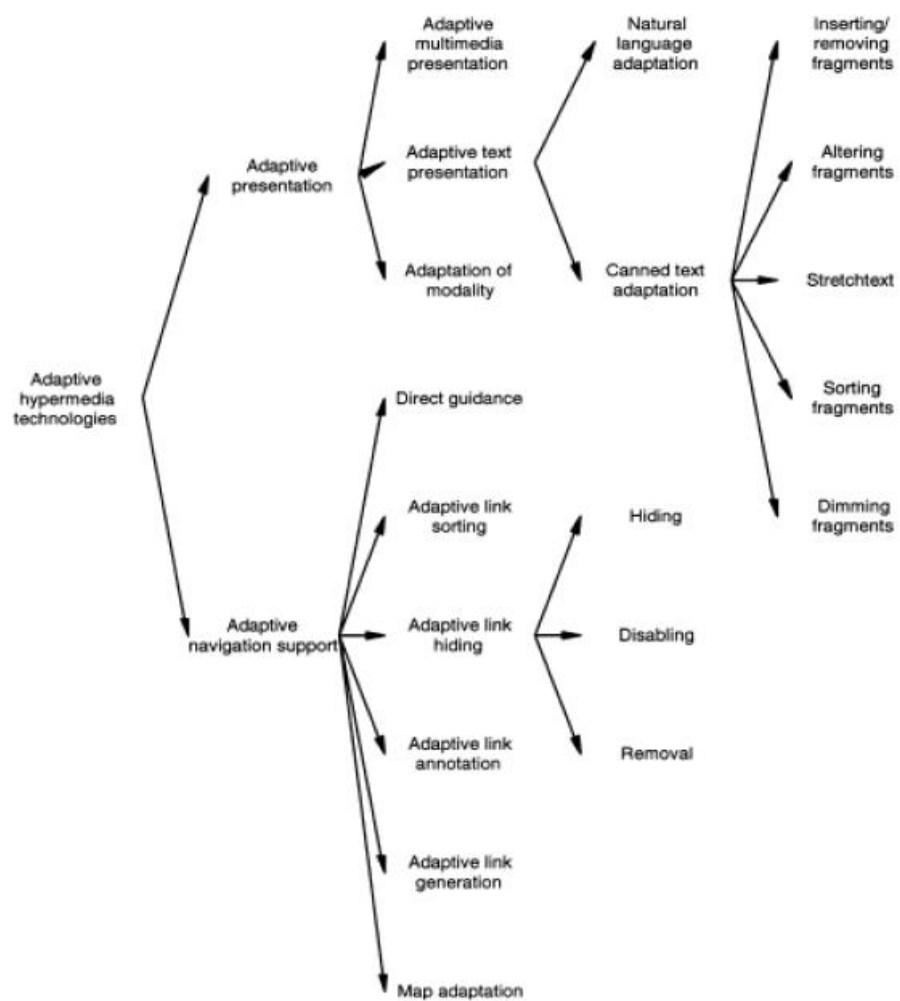 Adaptive
multimedia
presentation
Natural
language
adaptation
Inserting/
removing
fragments
Adaptive
presentation
Adaptive text
presentation
Altering
fragments
Adaptation of
modality
Canned text
adaptation
Stretchtext
Adaptive
hypermedia
technologies
Direct guidance
Sorting
fragments
Adaptive link
sorting
Hiding
Dimming
fragments
Adaptive
navigation support
Adaptive link
hiding
Disabling
Adaptive link
annotation
Removal
Adaptive link
generation
Map adaptation